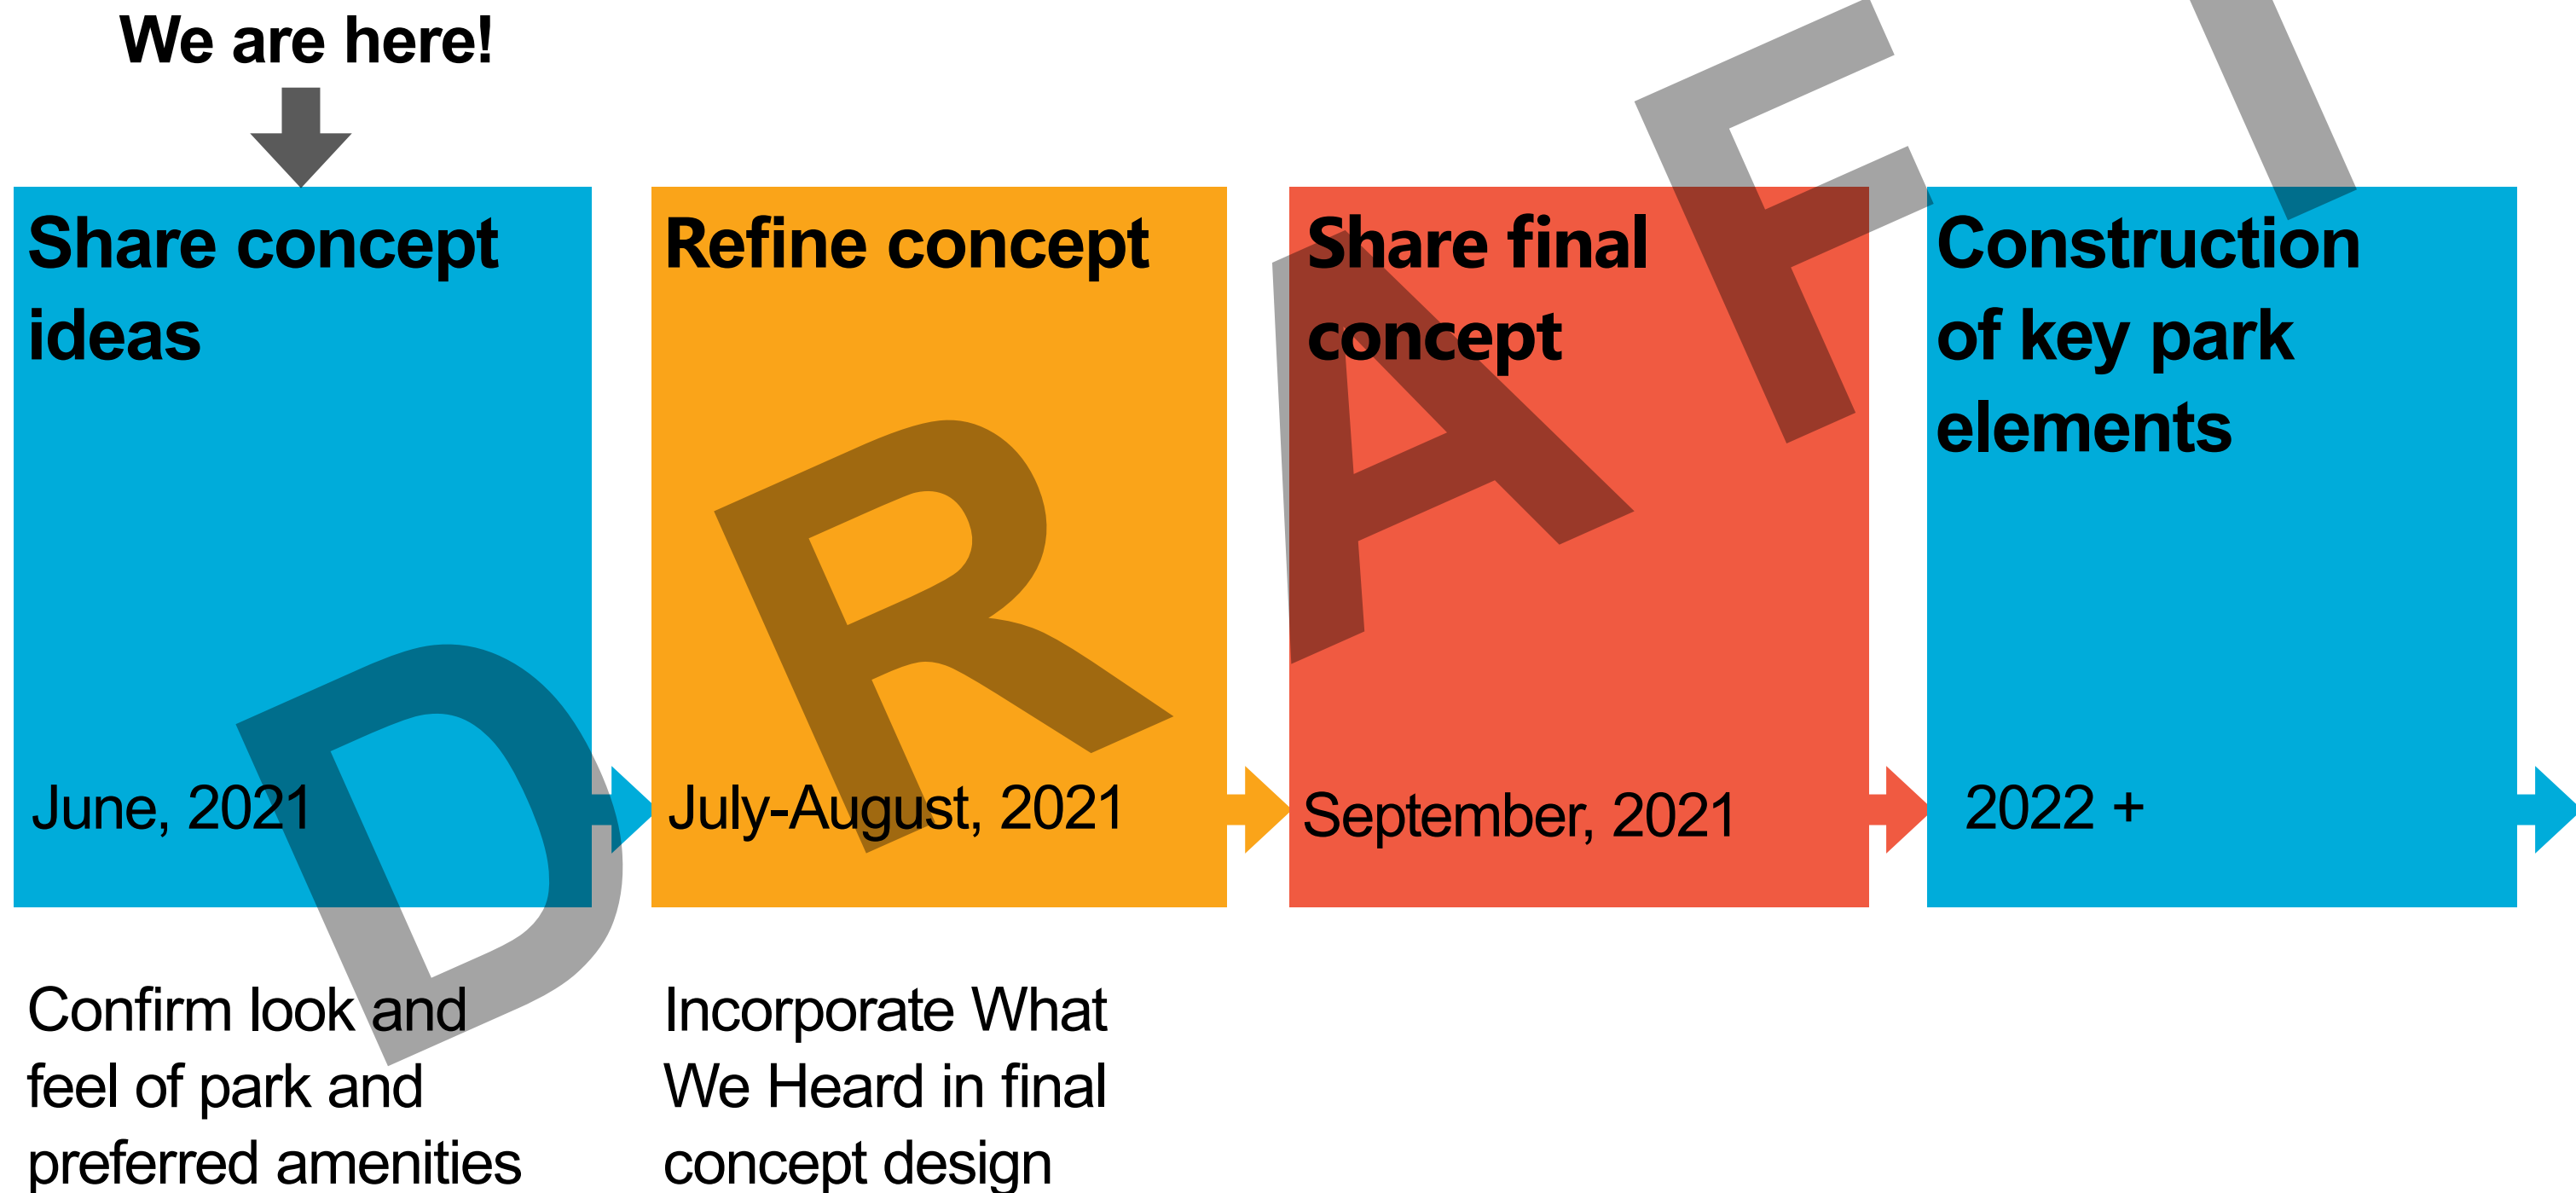 We are here!
Share concept
ideas
June, 2021
Confirm look and
feel of park and
preferred amenities
Refine concept
July-August, 2021
Incorporate What
We Heard in final
concept design
Share final
concept
September, 2021
Construction
of key park
elements
2022 +
DRAFT